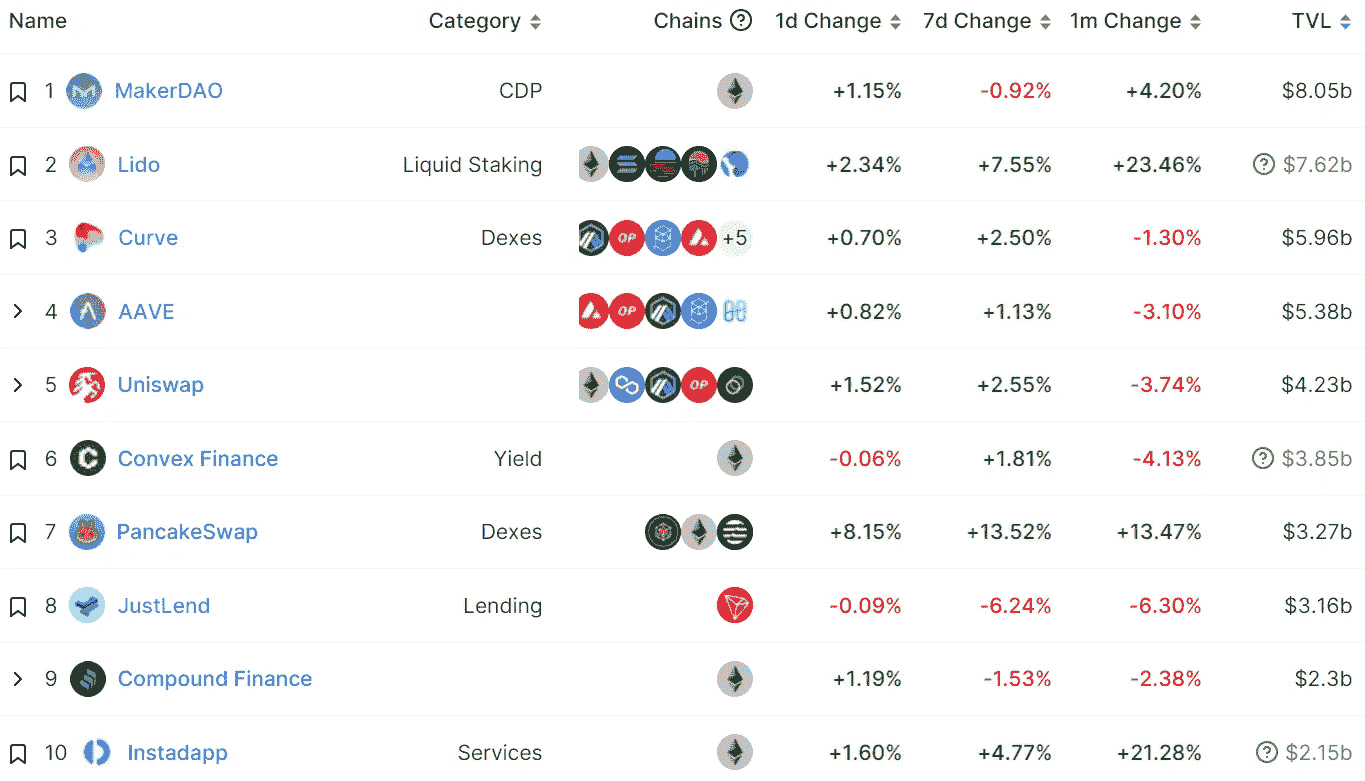 Name Category Chains ? 1d Change 7d Change 1m Change TVL
1 MakerDAO CDP +1.15% -0.92% +4.20% $8.05b
2 Lido Liquid Staking +2.34% +7.55% +23.46% ? $7.62b
3 Curve Dexes OP +5 +0.70% +2.50% -1.30% $5.96b
4 AAVE OP +0.82% +1.13% -3.10% $5.38b
5 Uniswap OP +1.52% +2.55% -3.74% $4.23b
6 Convex Finance Yield -0.06% +1.81% -4.13% ? $3.85b
7 PancakeSwap Dexes +8.15% +13.52% +13.47% $3.27b
8 JustLend Lending -0.09% -6.24% -6.30% $3.16b
9 Compound Finance +1.19% -1.53% -2.38% $2.3b
10 Instadapp Services +1.60% +4.77% +21.28% ? $2.15b